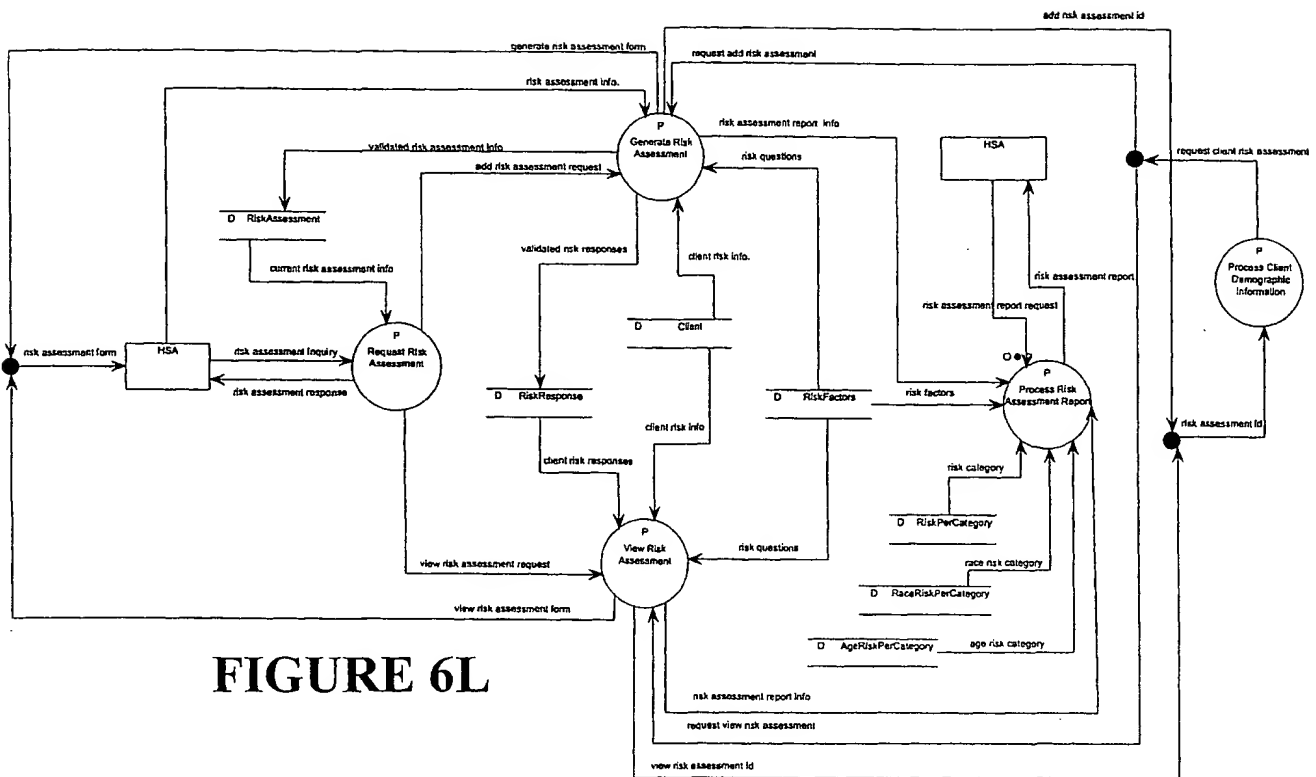 add risk assessment id
generate risk assessment form
request add risk assessment
risk assessment info.
P
Generate Risk
Assessment
risk assessment report info
validated risk assessment info
add risk assessment request
risk questions
HSA
request client risk assessment
D RiskAssessment
validated risk responses
client risk info.
current risk assessment info
P
Process Client
Demographic
Information
risk assessment report
risk assessment report request
D Client
P
Request Risk
Assessment
risk assessment form
HSA
risk assessment inquiry
risk assessment response
P
Process Risk
Assessment Report
D RiskResponse
D RiskFactors
risk factors
risk assessment id
client risk info
client risk responses
risk category
P
View Risk
Assessment
D RiskPerCategory
risk questions
view risk assessment request
race risk category
D RaceRiskPerCategory
view risk assessment form
D AgeRiskPerCategory
age risk category
FIGURE 6L
risk assessment report info
request view risk assessment
view risk assessment id